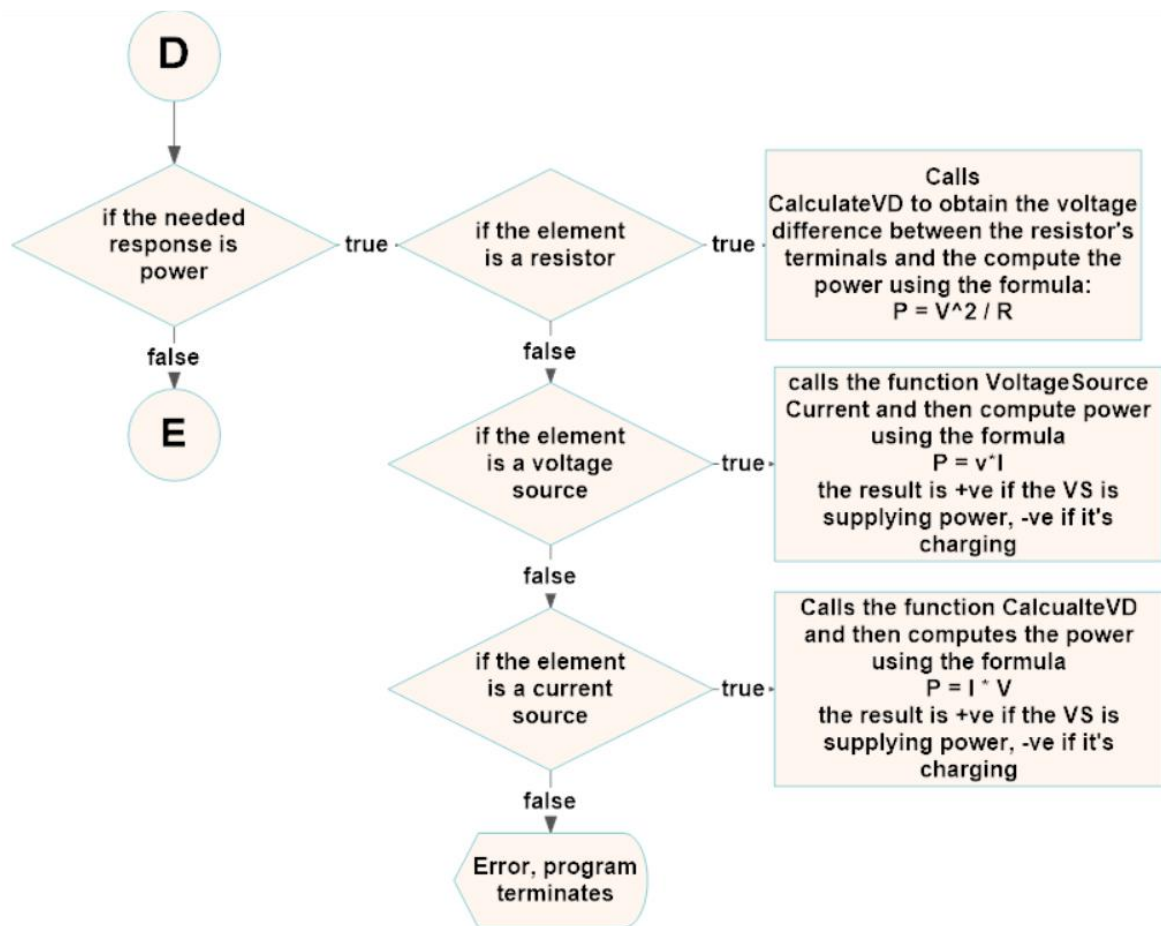 D
if the needed
response is
power
true
if the element
is a resistor
true
Calls
CalculateVD to obtain the voltage
difference between the resistor's
terminals and the compute the
power using the formula:
P = V^2 / R
false
E
false
if the element
is a voltage
source
true
calls the function VoltageSource
Current and then compute power
using the formula
P = v*I
the result is +ve if the VS is
supplying power, -ve if it's
charging
false
if the element
is a current
source
true
Calls the function CalcualteVD
and then computes the power
using the formula
P = I * V
the result is +ve if the VS is
supplying power, -ve if it's
charging
false
Error, program
terminates